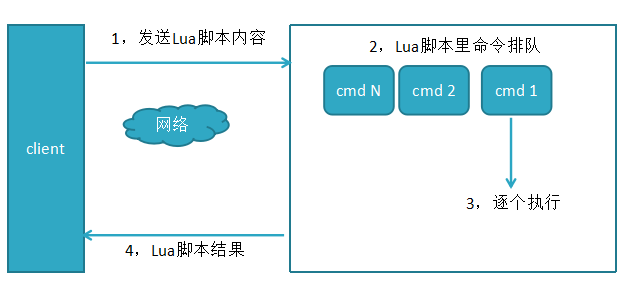 1，发送Lua脚本内容
2，Lua脚本里命令排队
cmd N
cmd 2
cmd 1
网络
client
3，逐个执行
4，Lua脚本结果